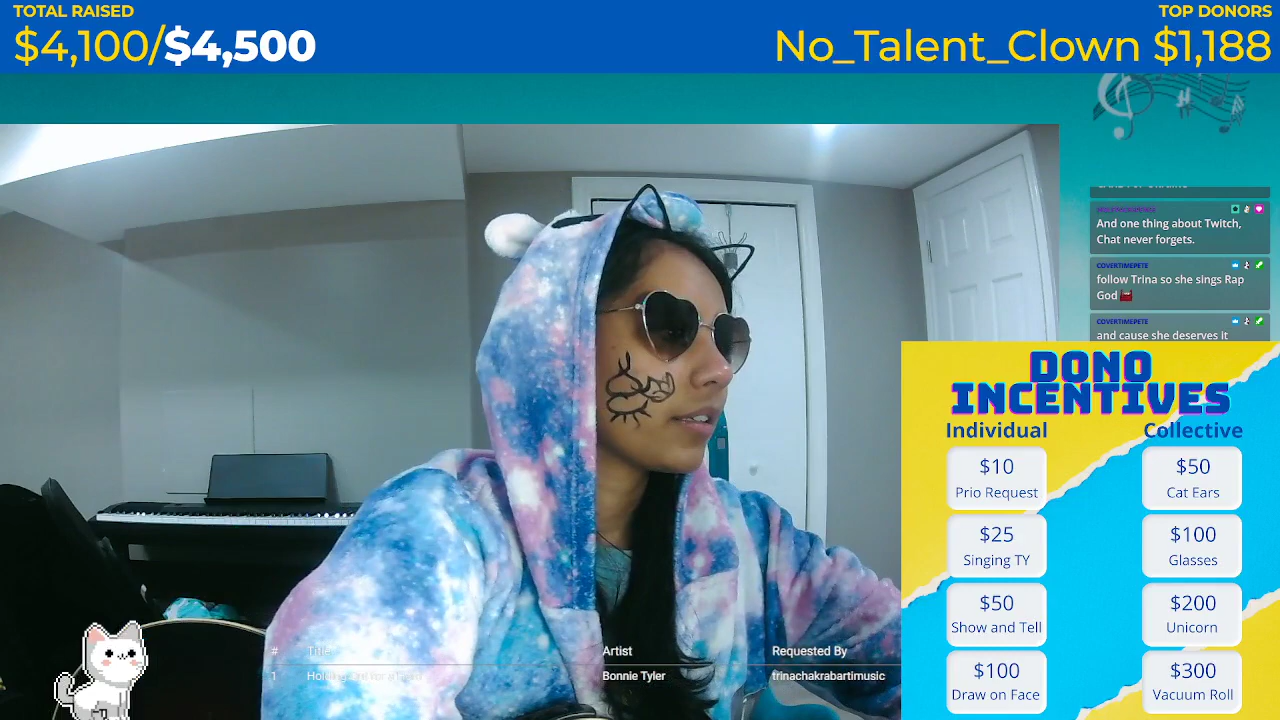 TOTAL RAISED
$4,100/$4,500
TOP DONORS
No_Talent_Clown $1,188
And one thing about Twitch,
Chat never forgets.
COVERTIMEPETE
follow Trina so she sings Rap
God
COVERTIMEPETE
and cause she deserves it
DONO
INCENTIVES
Individual
Collective
$10
Prio Request
$50
Cat Ears
$25
Singing TY
$100
Glasses
$50
Show and Tell
$200
Unicorn
$100
Draw on Face
$300
Vacuum Roll
# Title Artist Requested By
1 Bonnie Tyler frinachakrabartimusic